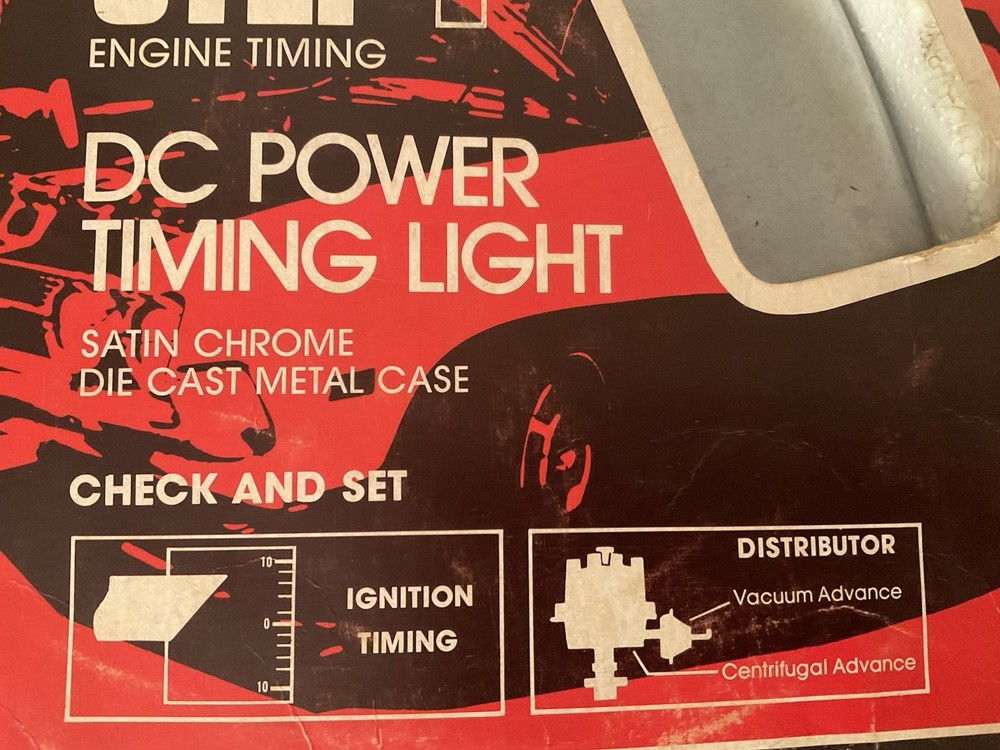 ENGINE TIMING
DC POWER
TIMING LIGHT
SATIN CHROME
DIE CAST METAL CASE
CHECK AND SET
10
0
10
IGNITION
TIMING
DISTRIBUTOR
Vacuum Advance
Centrifugal Advance